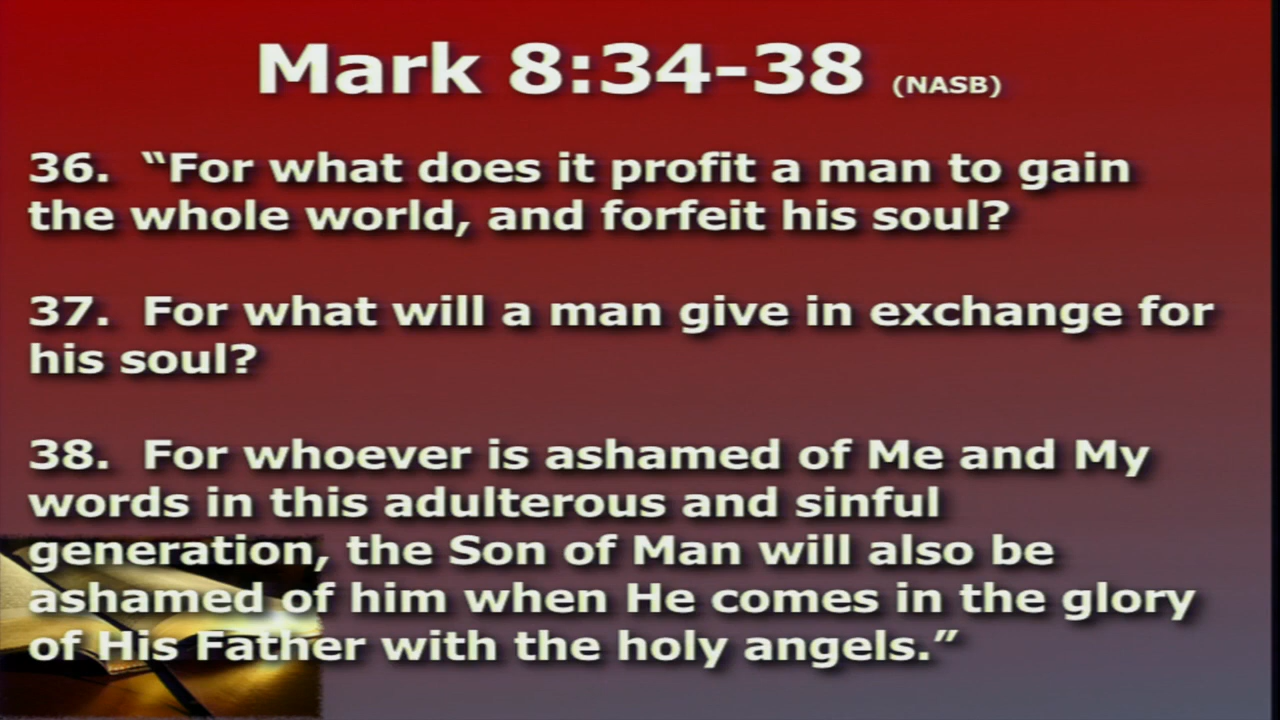 Mark 8:34-38 (NASB)
36. “For what does it profit a man to gain
the whole world, and forfeit his soul?
37. For what will a man give in exchange for
his soul?
38. For whoever is ashamed of Me and My
words in this adulterous and sinful
generation, the Son of Man will also be
ashamed of him when He comes in the glory
of His Father with the holy angels.”